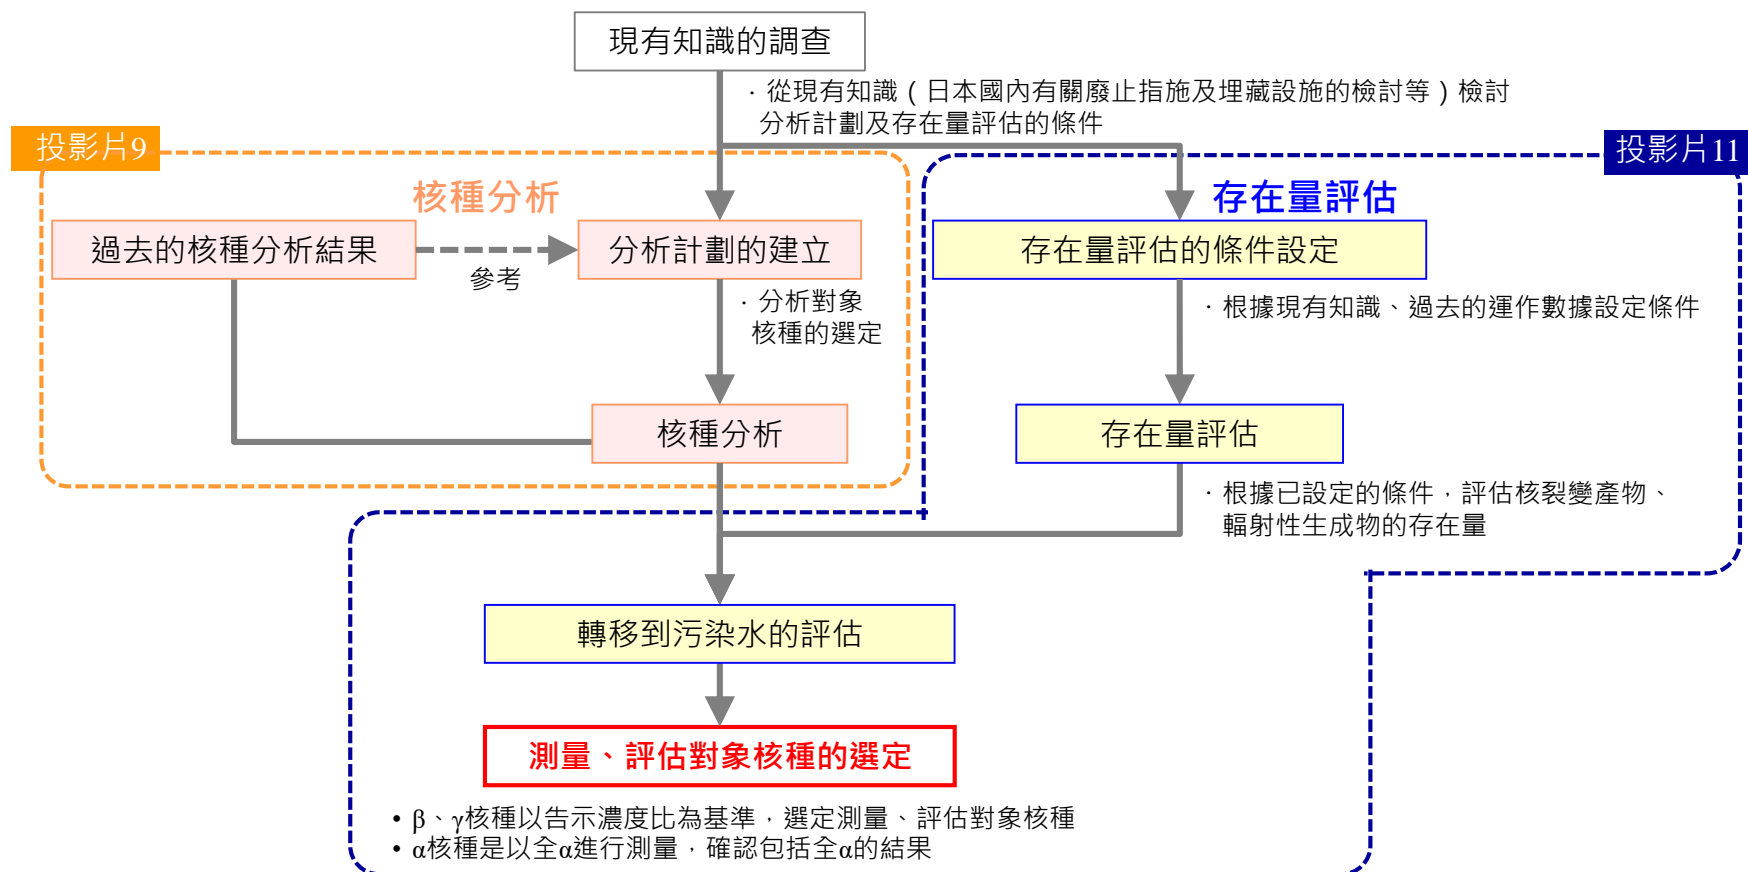 現有知識的調查
· 從現有知識（日本國內有關廢止指施及埋藏設施的檢討等）檢討
分析計劃及存在量評估的條件
投影片9
投影片11
核種分析
存在量評估
過去的核種分析結果
參考
分析計劃的建立
存在量評估的條件設定
· 分析對象
核種的選定
· 根據現有知識、過去的運作數據設定條件
核種分析
存在量評估
· 根據已設定的條件，評估核裂變產物、
輻射性生成物的存在量
轉移到污染水的評估
測量、評估對象核種的選定
• β、γ核種以告示濃度比為基準，選定測量、評估對象核種
• α核種是以全α進行測量，確認包括全α的結果